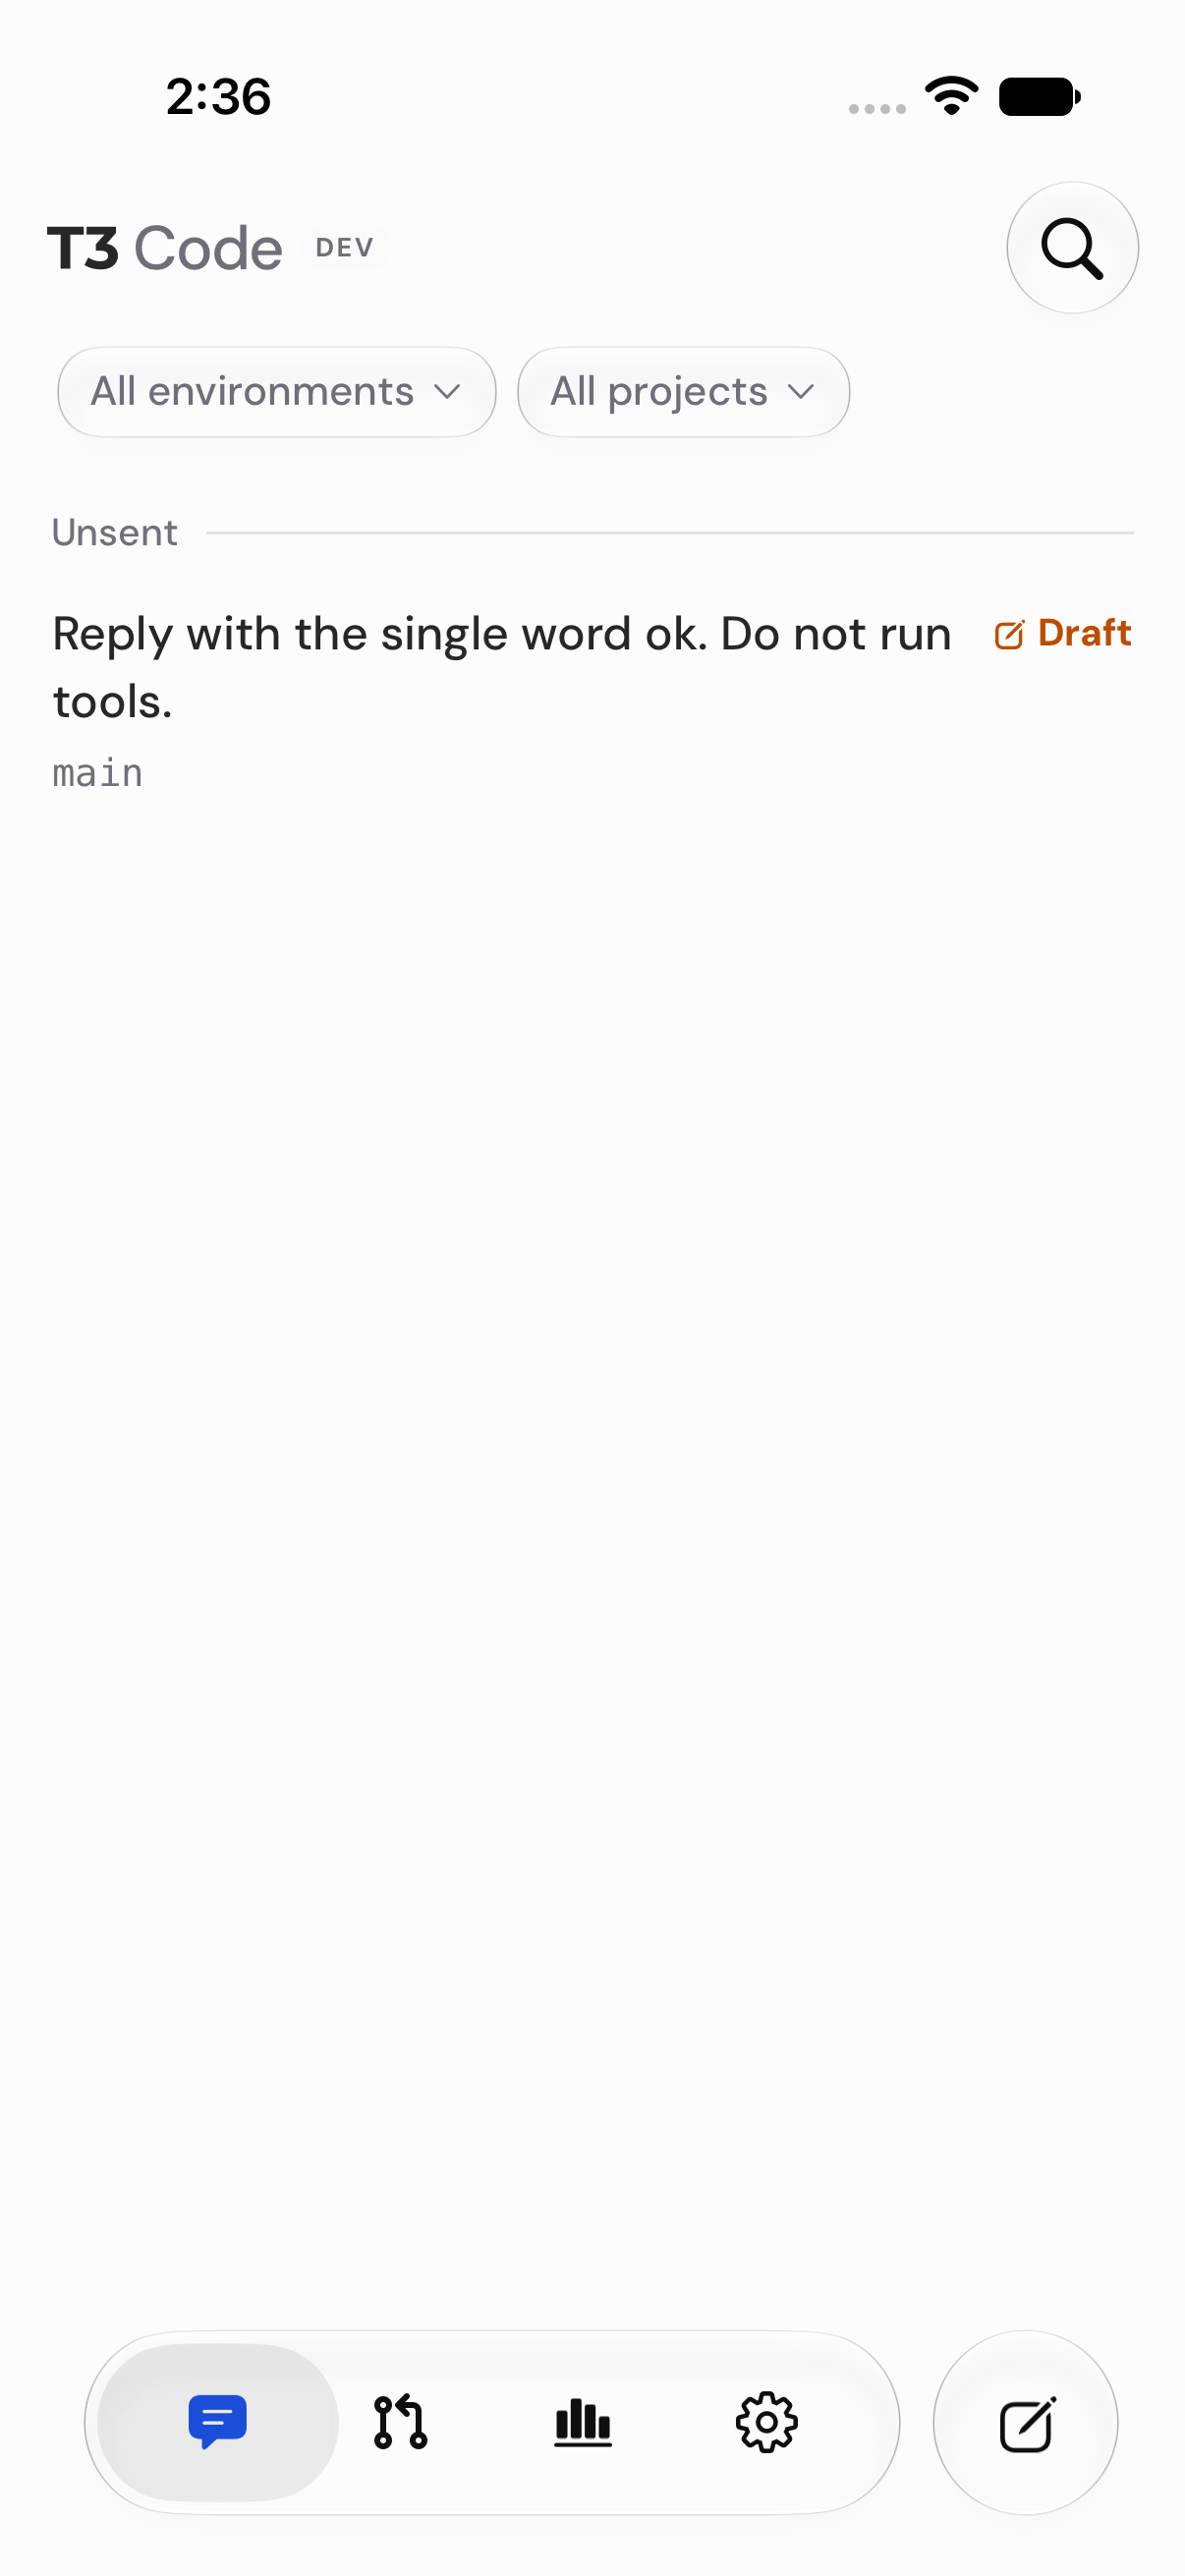 2:36
T3 Code DEV
All environments
All projects
Unsent
Reply with the single word ok. Do not run
tools.
Draft
main